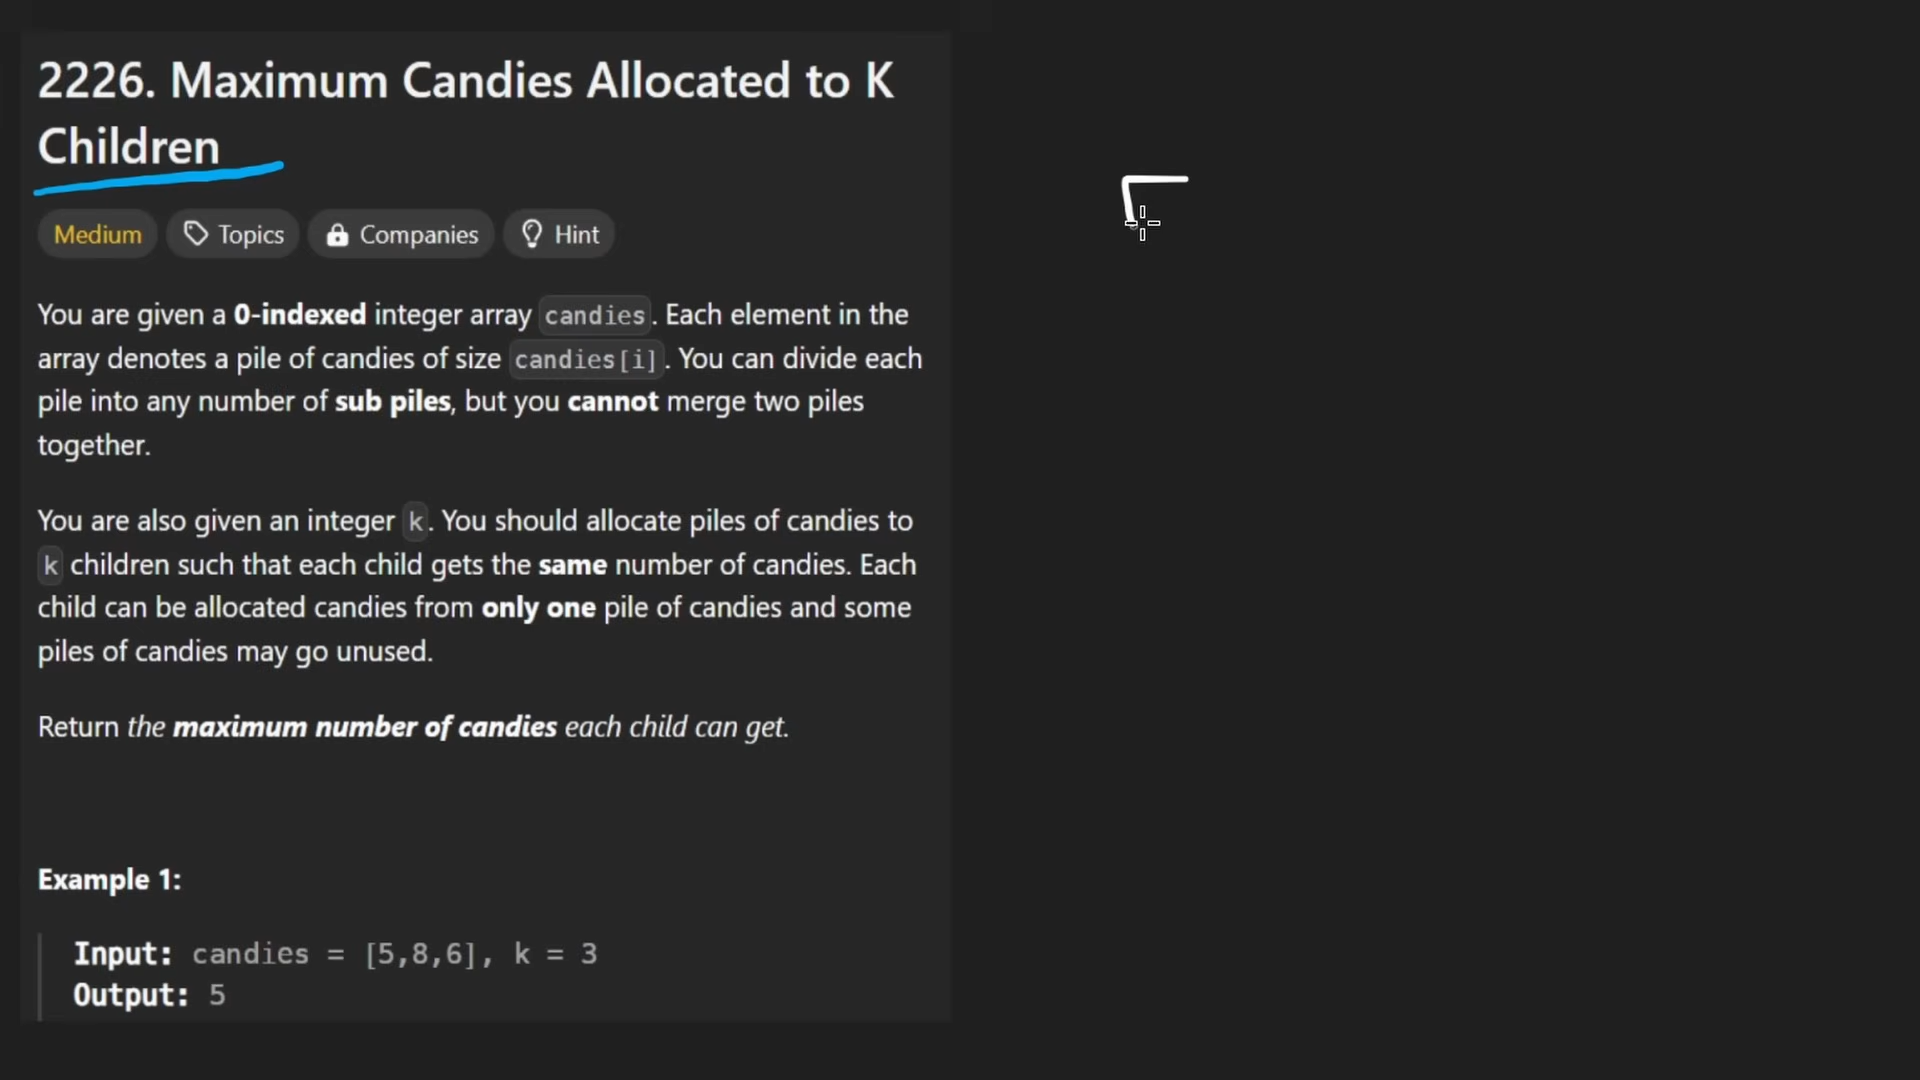 2226. Maximum Candies Allocated to K
Children
Medium Topics Companies Hint
You are given a 0-indexed integer array candies. Each element in the
array denotes a pile of candies of size candies[i]. You can divide each
pile into any number of sub piles, but you cannot merge two piles
together.
You are also given an integer k. You should allocate piles of candies to
k children such that each child gets the same number of candies. Each
child can be allocated candies from only one pile of candies and some
piles of candies may go unused.
Return the maximum number of candies each child can get.
Example 1:
Input: candies = [5,8,6], k = 3
Output: 5